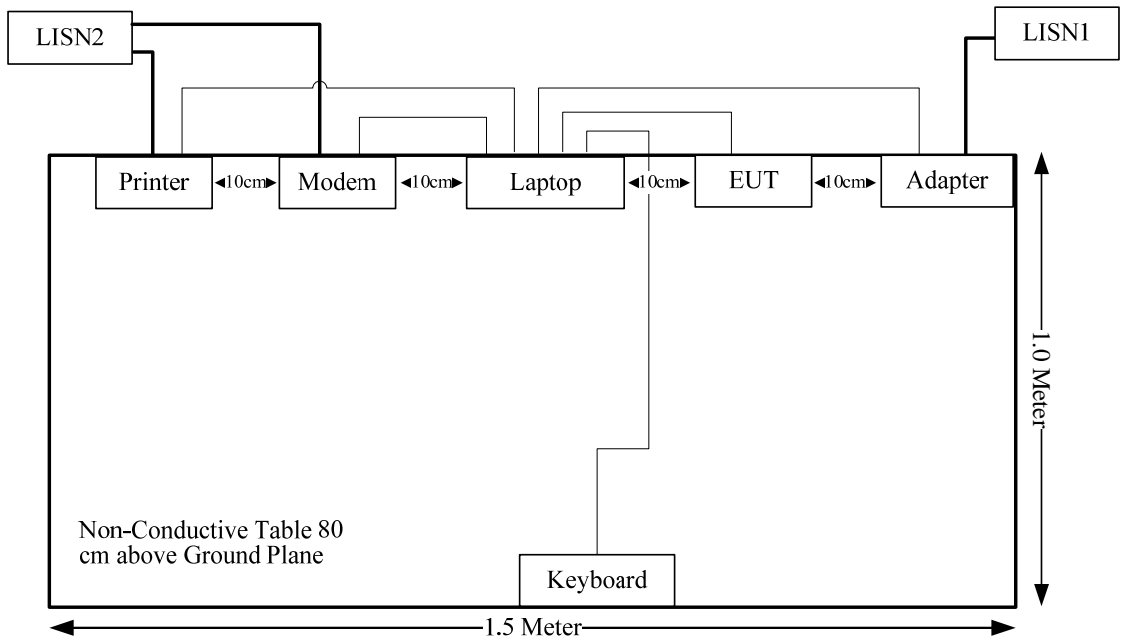 LISN2
LISN1
Printer
10cm
Modem
10cm
Laptop
10cm
EUT
10cm
Adapter
1.0 Meter
Non-Conductive Table 80
cm above Ground Plane
Keyboard
1.5 Meter